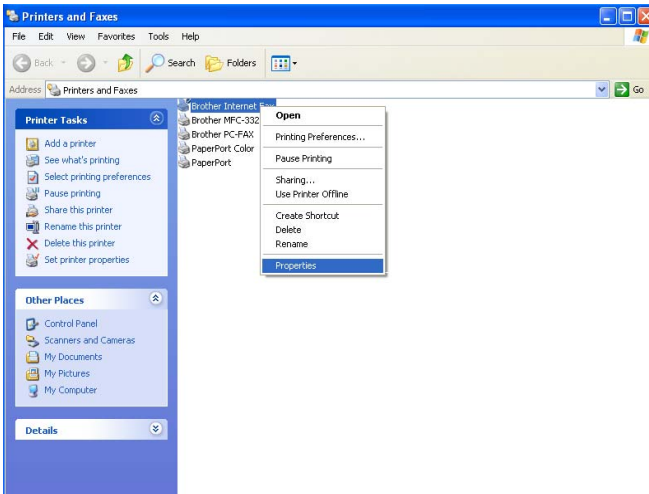 Printers and Faxes
File Edit View Favorites Tools Help
Back Search Folders
Address Printers and Faxes Go
Printer Tasks
Add a printer
See what's printing
Select printing preferences
Pause printing
Share this printer
Rename this printer
Delete this printer
Set printer properties
Other Places
Control Panel
Scanners and Cameras
My Documents
My Pictures
My Computer
Details
Brother Internet Fax
Brother MFC-332
Brother PC-FAX
PaperPort Color
PaperPort
Open
Printing Preferences...
Pause Printing
Sharing...
Use Printer Offline
Create Shortcut
Delete
Rename
Properties